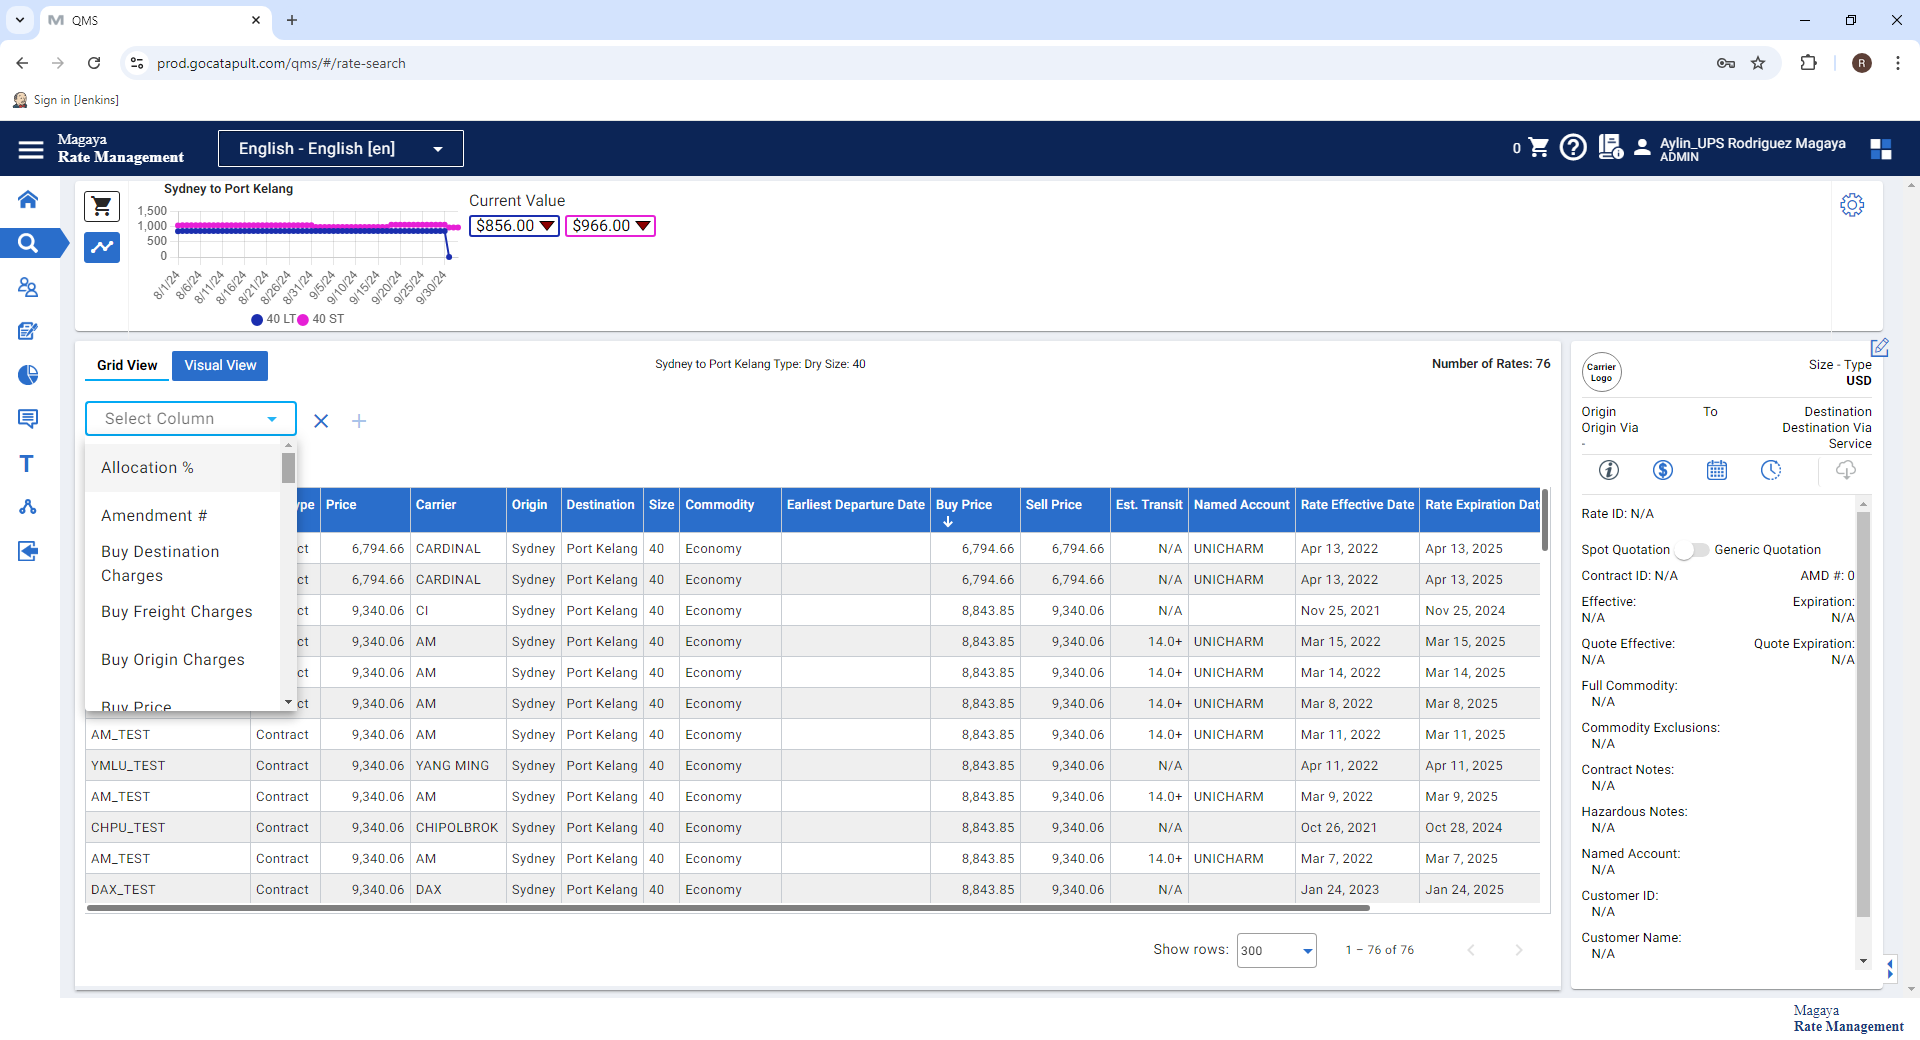 QMS
prod.gocatapult.com/qms/#/rate-search
R
Sign in [Jenkins]
Magaya
Rate Management
English - English [en]
0
Aylin_UPS Rodriguez Magaya
ADMIN
Sydney to Port Kelang
1,500
1,000
500
0
8/1/24 8/6/24 8/11/24 8/16/24 8/21/24 8/26/24 8/31/24 9/5/24 9/10/24 9/15/24 9/20/24 9/25/24 9/30/24
40 LT 40 ST
Current Value
$856.00 $966.00
Grid View Visual View
Sydney to Port Kelang Type: Dry Size: 40
Number of Rates: 76
Select Column
Allocation %
Amendment #
Buy Destination
Charges
Buy Freight Charges
Buy Origin Charges
Buy Price
ype Price Carrier Origin Destination Size Commodity Earliest Departure Date Buy Price Sell Price Est. Transit Named Account Rate Effective Date Rate Expiration Dat
ct 6,794.66 CARDINAL Sydney Port Kelang 40 Economy 6,794.66 6,794.66 N/A UNICHARM Apr 13, 2022 Apr 13, 2025
ct 6,794.66 CARDINAL Sydney Port Kelang 40 Economy 6,794.66 6,794.66 N/A UNICHARM Apr 13, 2022 Apr 13, 2025
ct 9,340.06 CI Sydney Port Kelang 40 Economy 8,843.85 9,340.06 N/A Nov 25, 2021 Nov 25, 2024
ct 9,340.06 AM Sydney Port Kelang 40 Economy 8,843.85 9,340.06 14.0+ UNICHARM Mar 15, 2022 Mar 15, 2025
ct 9,340.06 AM Sydney Port Kelang 40 Economy 8,843.85 9,340.06 14.0+ UNICHARM Mar 14, 2022 Mar 14, 2025
ct 9,340.06 AM Sydney Port Kelang 40 Economy 8,843.85 9,340.06 14.0+ UNICHARM Mar 8, 2022 Mar 8, 2025
AM_TEST Contract 9,340.06 AM Sydney Port Kelang 40 Economy 8,843.85 9,340.06 14.0+ UNICHARM Mar 11, 2022 Mar 11, 2025
YMLU_TEST Contract 9,340.06 YANG MING Sydney Port Kelang 40 Economy 8,843.85 9,340.06 N/A Apr 11, 2022 Apr 11, 2025
AM_TEST Contract 9,340.06 AM Sydney Port Kelang 40 Economy 8,843.85 9,340.06 14.0+ UNICHARM Mar 9, 2022 Mar 9, 2025
CHPU_TEST Contract 9,340.06 CHIPOLBROK Sydney Port Kelang 40 Economy 8,843.85 9,340.06 N/A Oct 26, 2021 Oct 28, 2024
AM_TEST Contract 9,340.06 AM Sydney Port Kelang 40 Economy 8,843.85 9,340.06 14.0+ UNICHARM Mar 7, 2022 Mar 7, 2025
DAX_TEST Contract 9,340.06 DAX Sydney Port Kelang 40 Economy 8,843.85 9,340.06 N/A Jan 24, 2023 Jan 24, 2025
Show rows: 300 1 – 76 of 76
Carrier
Logo
Size - Type
USD
Origin To Destination
Origin Via Destination Via
- Service
Rate ID: N/A
Spot Quotation Generic Quotation
Contract ID: N/A AMD #: 0
Effective: Expiration:
N/A N/A
Quote Effective: Quote Expiration:
N/A N/A
Full Commodity:
N/A
Commodity Exclusions:
N/A
Contract Notes:
N/A
Hazardous Notes:
N/A
Named Account:
N/A
Customer ID:
N/A
Customer Name:
N/A
Magaya
Rate Management